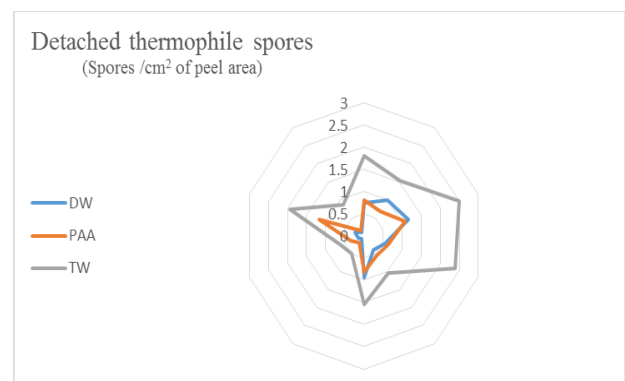 Detached thermophile spores
(Spores /cm² of peel area)
3
2.5
2
1.5
1
0.5
0
DW
PAA
TW